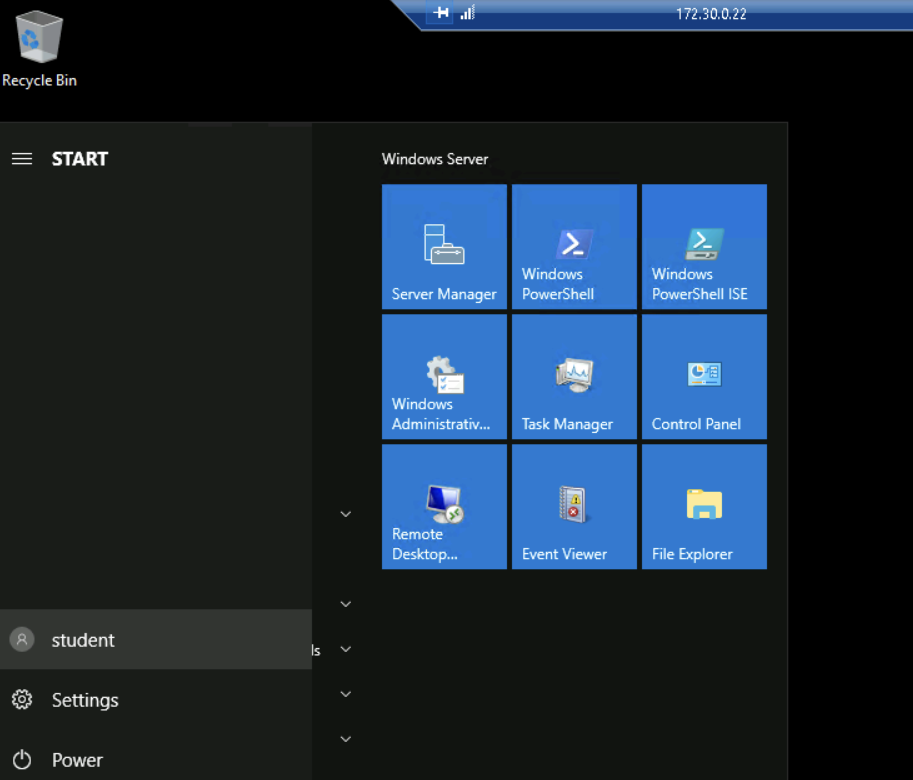 172.30.0.22
Recycle Bin
START
Windows Server
Server Manager
Windows
PowerShell
Windows
PowerShell ISE
Windows
Administrativ...
Task Manager
Control Panel
Remote
Desktop...
Event Viewer
File Explorer
student
ls
Settings
Power